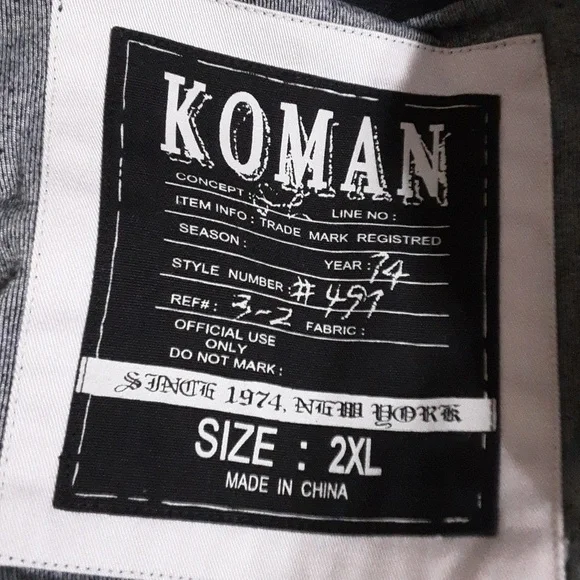 KOMAN
CONCEPT :
LINE NO :
ITEM INFO : TRADE MARK REGISTRED
SEASON :
YEAR : 74
STYLE NUMBER : # 497
REF# : 3-2 FABRIC :
OFFICIAL USE
ONLY
DO NOT MARK :
SINCE 1974, NEW YORK
SIZE : 2XL
MADE IN CHINA